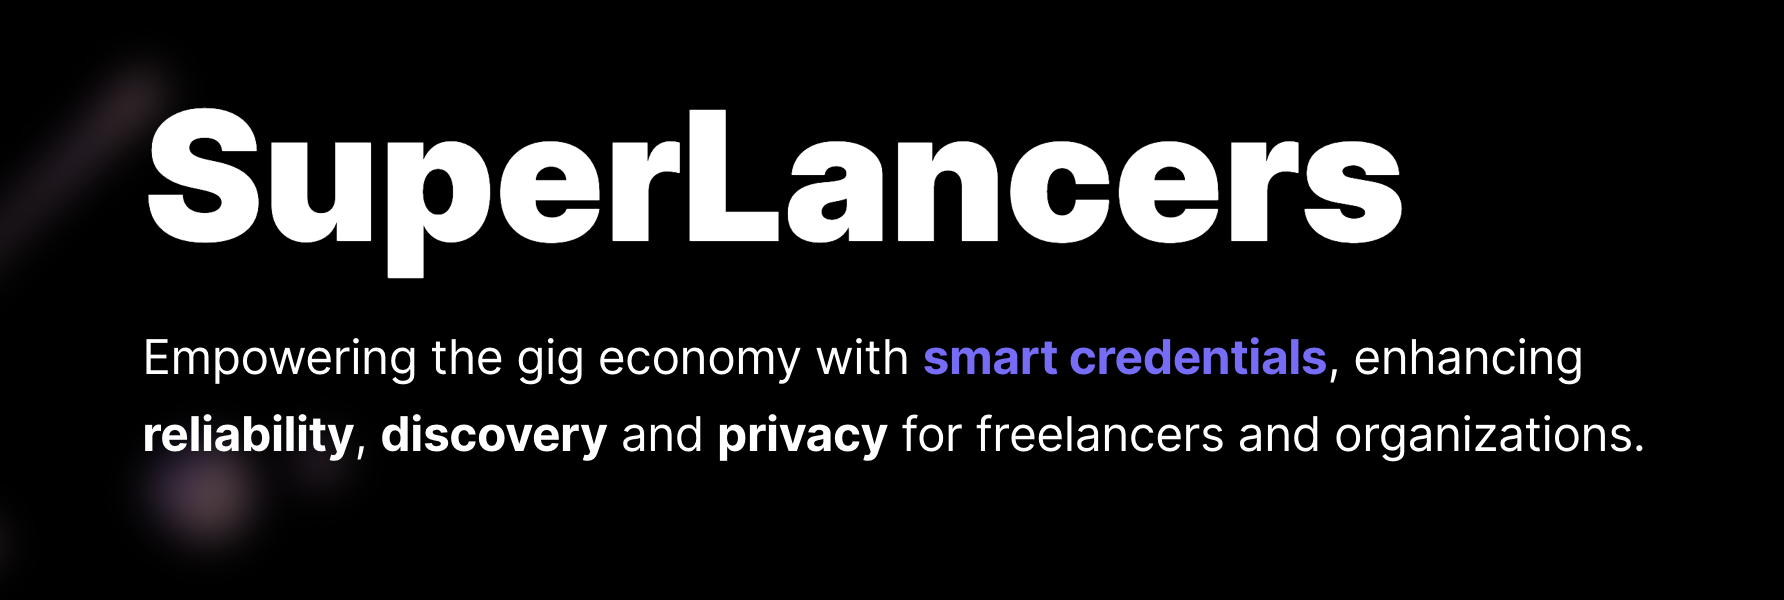 SuperLancers
Empowering the gig economy with smart credentials, enhancing
reliability, discovery and privacy for freelancers and organizations.